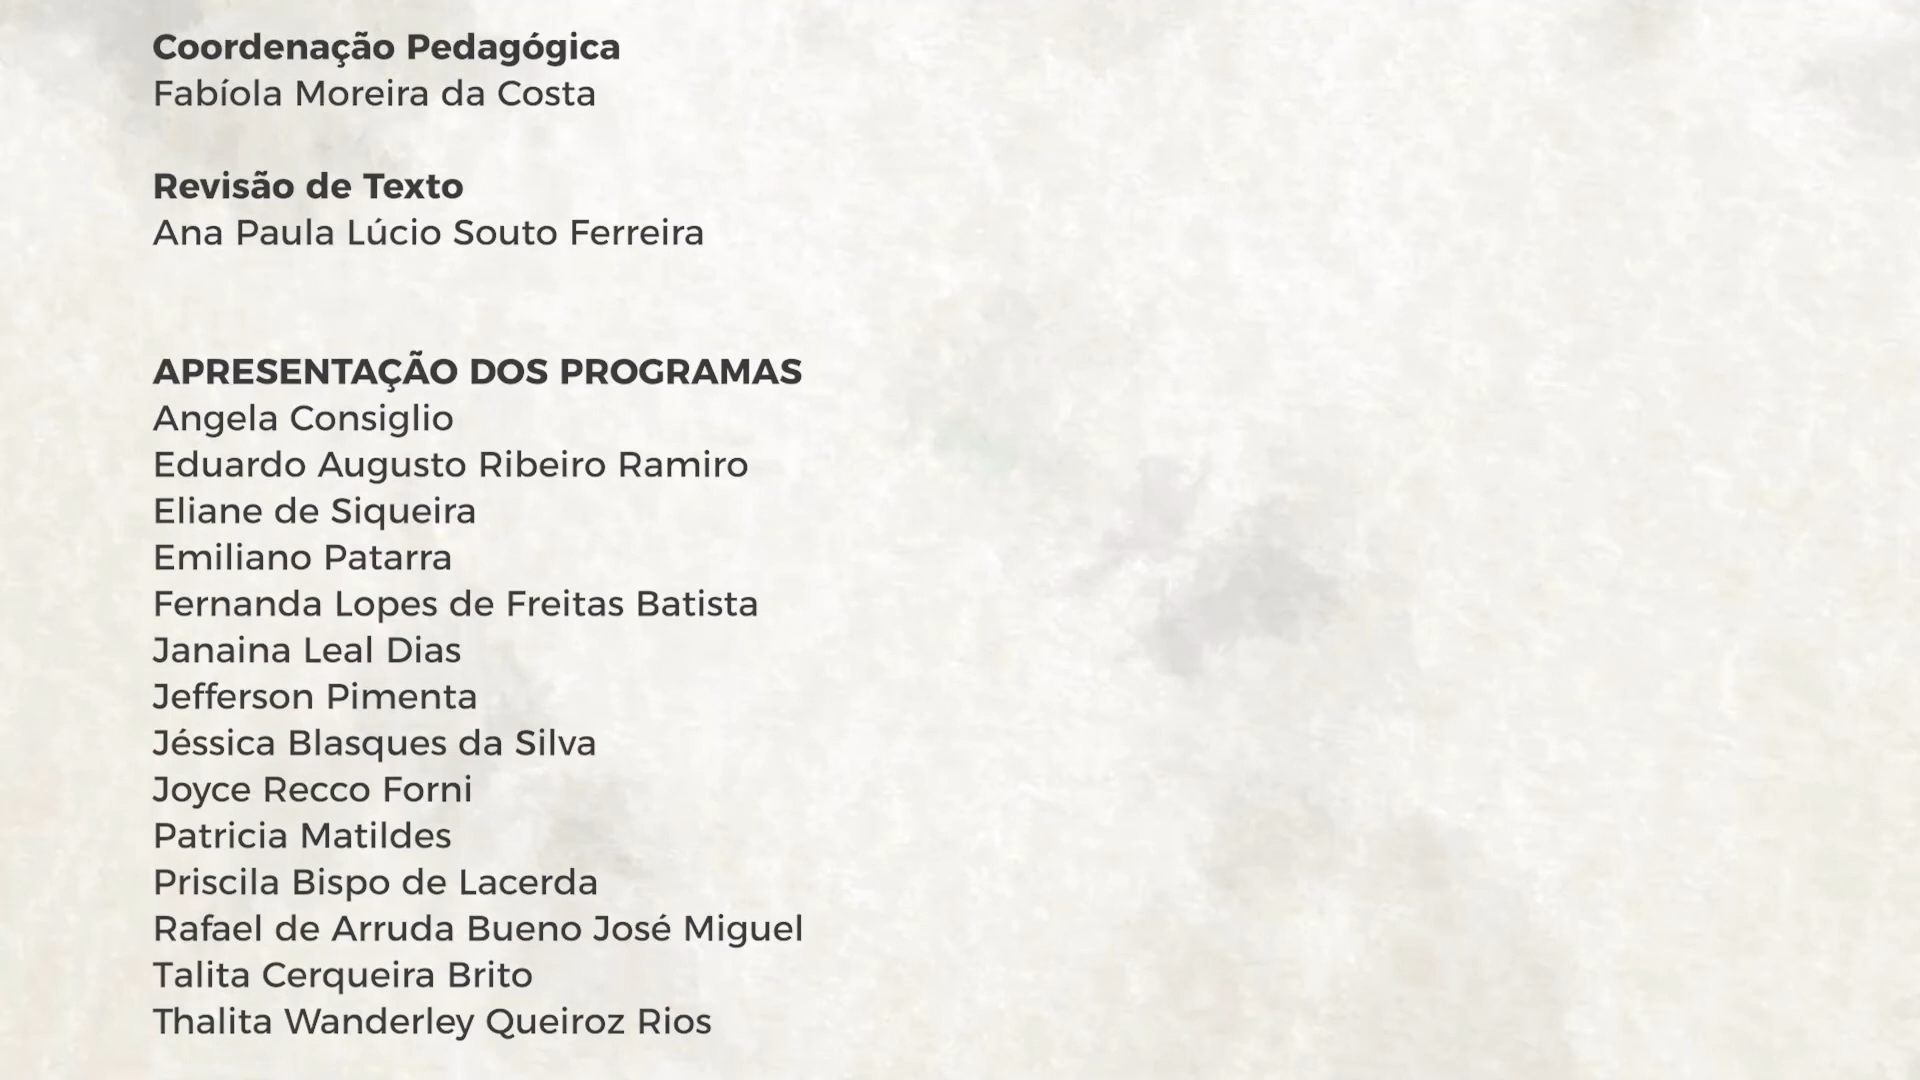 Coordenação Pedagógica
Fabíola Moreira da Costa
Revisão de Texto
Ana Paula Lúcio Souto Ferreira
APRESENTAÇÃO DOS PROGRAMAS
Angela Consiglio
Eduardo Augusto Ribeiro Ramiro
Eliane de Siqueira
Emiliano Patarra
Fernanda Lopes de Freitas Batista
Janaina Leal Dias
Jefferson Pimenta
Jéssica Blasques da Silva
Joyce Recco Forni
Patricia Matildes
Priscila Bispo de Lacerda
Rafael de Arruda Bueno José Miguel
Talita Cerqueira Brito
Thalita Wanderley Queiroz Rios